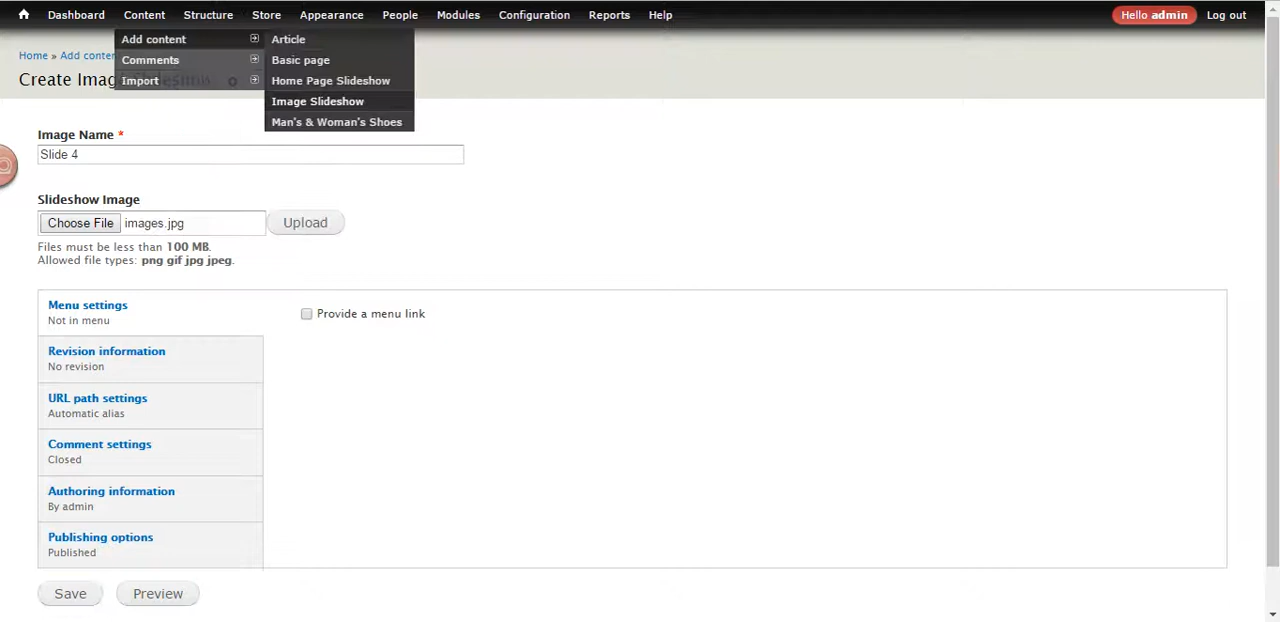 Dashboard Content Structure Store Appearance People Modules Configuration Reports Help Hello admin Log out
Add content Article
Home » Add conten
Comments Basic page
Create Imag
Import Home Page Slideshow
Image Slideshow
Man's & Woman's Shoes
Image Name *
Slide 4
Slideshow Image
Choose File images.jpg Upload
Files must be less than 100 MB.
Allowed file types: png gif jpg jpeg.
Menu settings
Not in menu
Provide a menu link
Revision information
No revision
URL path settings
Automatic alias
Comment settings
Closed
Authoring information
By admin
Publishing options
Published
Save Preview